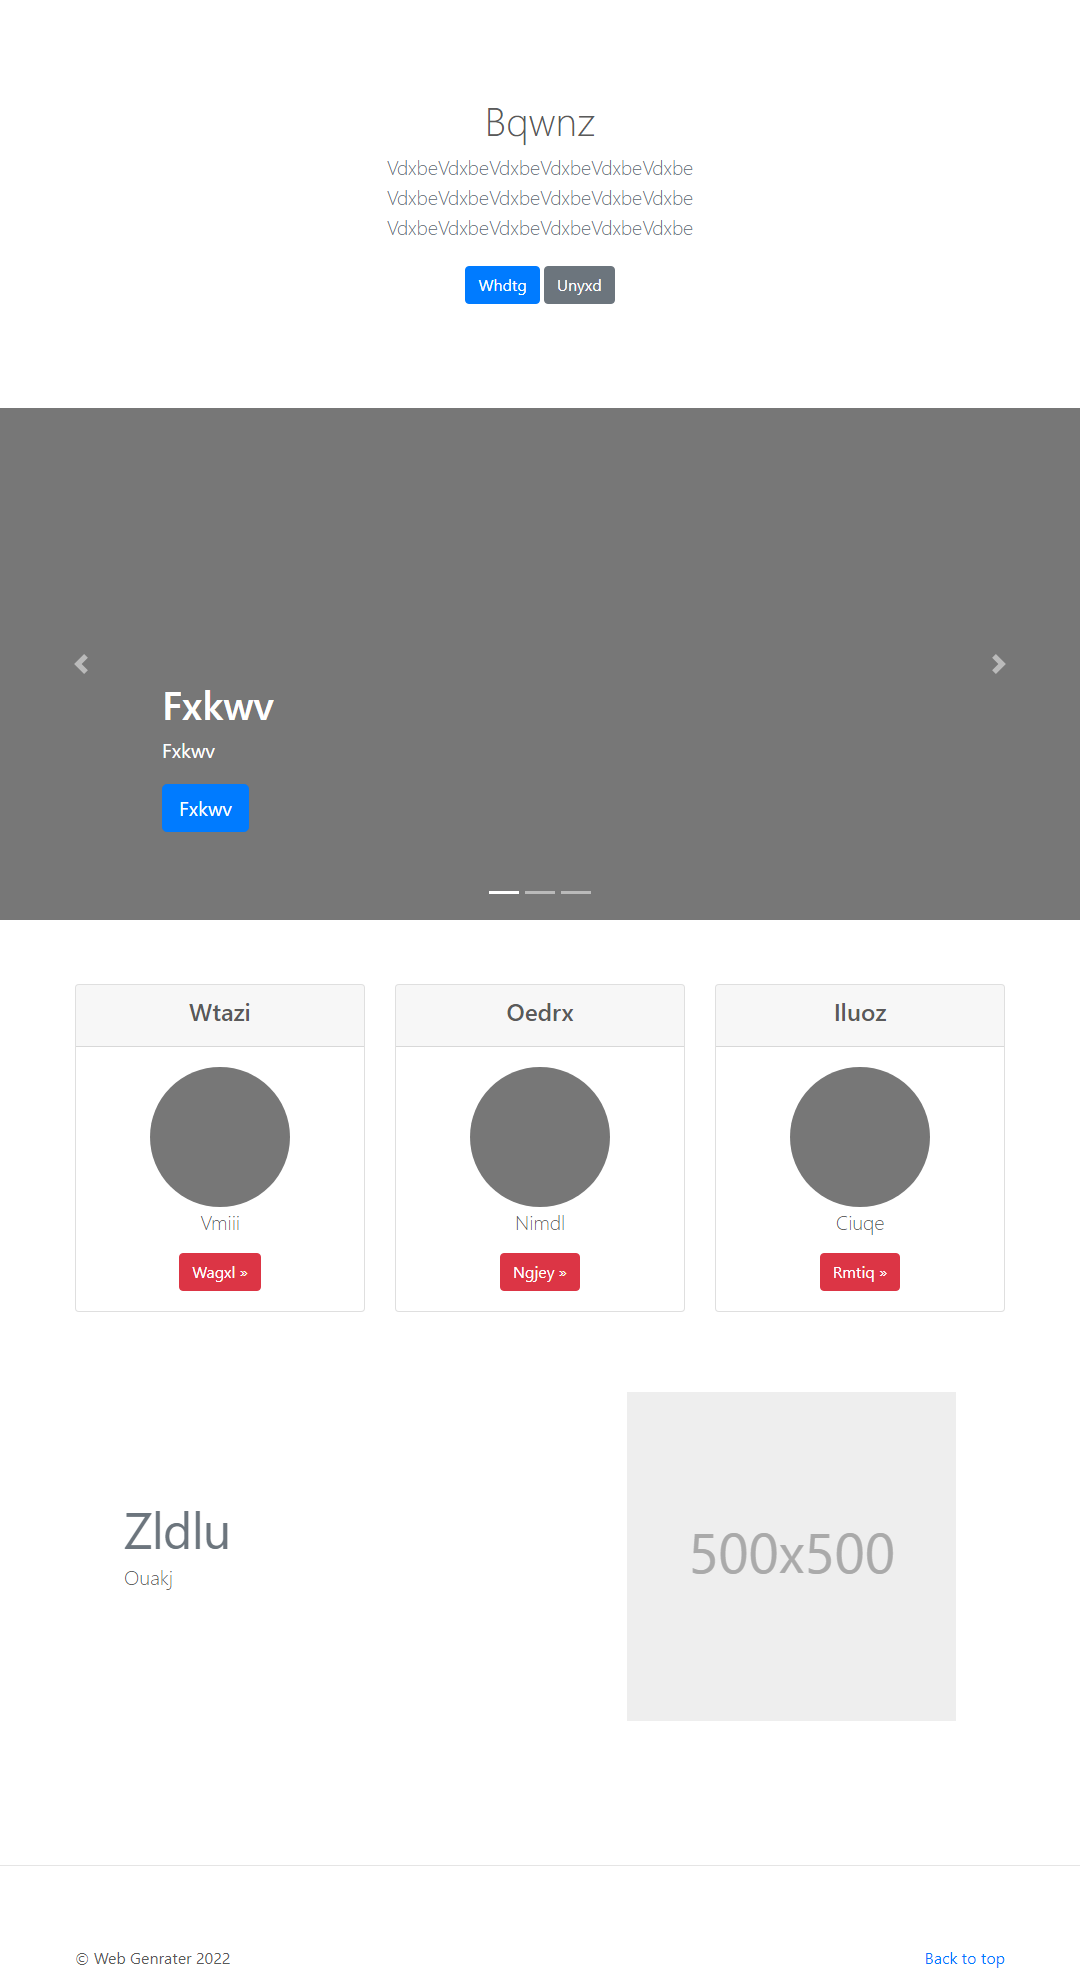 Bqwnz
VdxbeVdxbeVdxbeVdxbeVdxbeVdxbe
VdxbeVdxbeVdxbeVdxbeVdxbeVdxbe
VdxbeVdxbeVdxbeVdxbeVdxbeVdxbe
Whdtg Unyxd
Fxkwv
Fxkwv
Fxkwv
Wtazi
Vmiii
Wagxl »
Oedrx
Nimdl
Ngjey »
Iluoz
Ciuqe
Rmtiq »
Zldlu
Ouakj
500x500
© Web Genrater 2022
Back to top